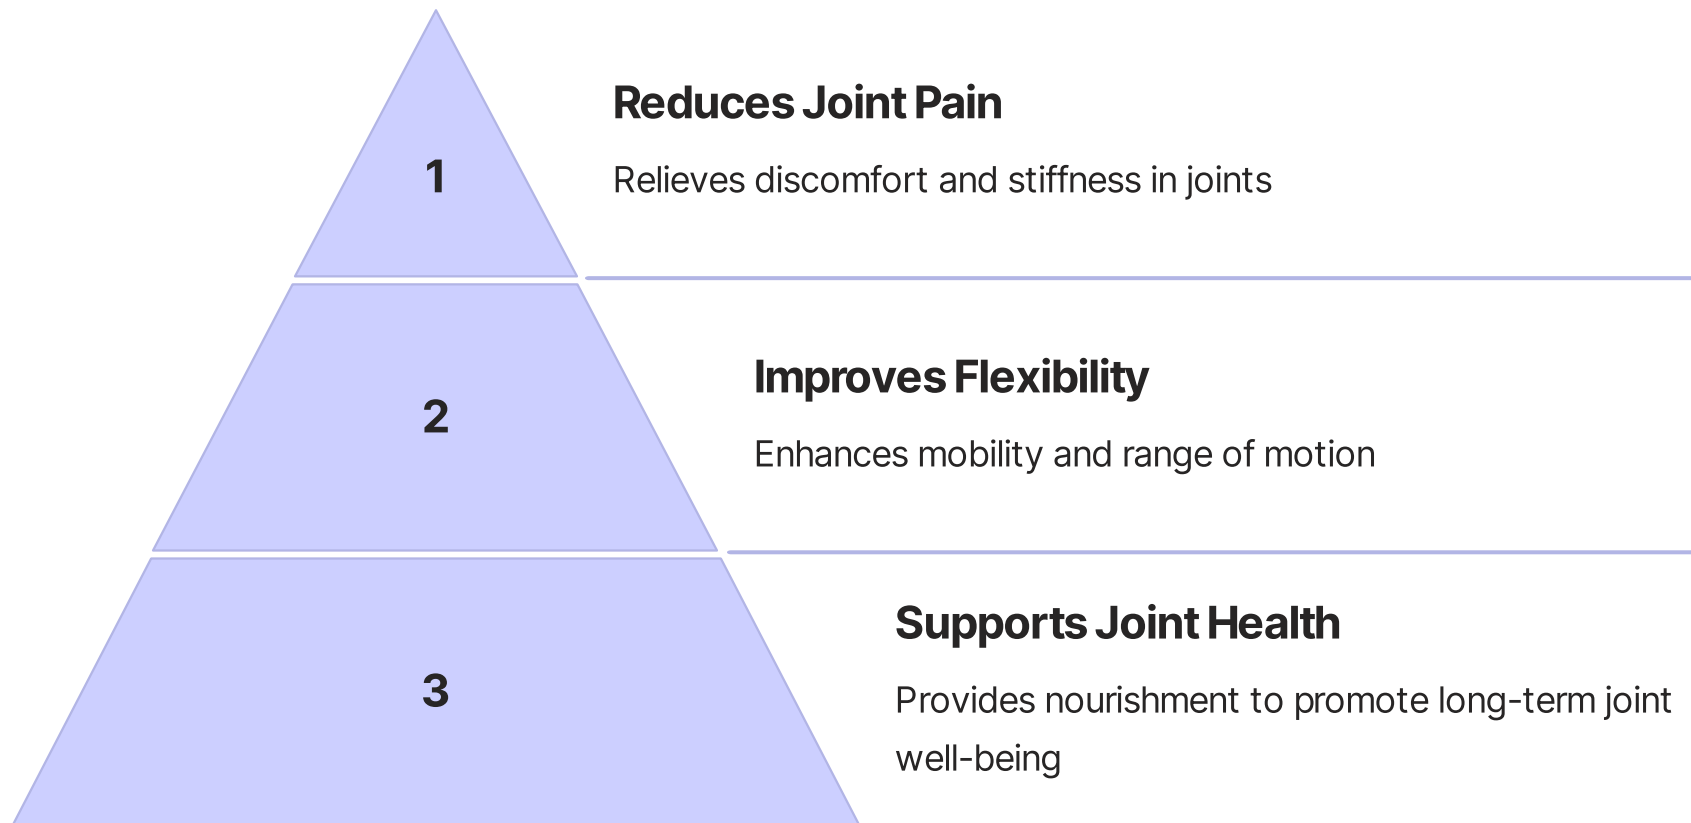 1
Reduces Joint Pain
Relieves discomfort and stiffness in joints
2
Improves Flexibility
Enhances mobility and range of motion
3
Supports Joint Health
Provides nourishment to promote long-term joint
well-being